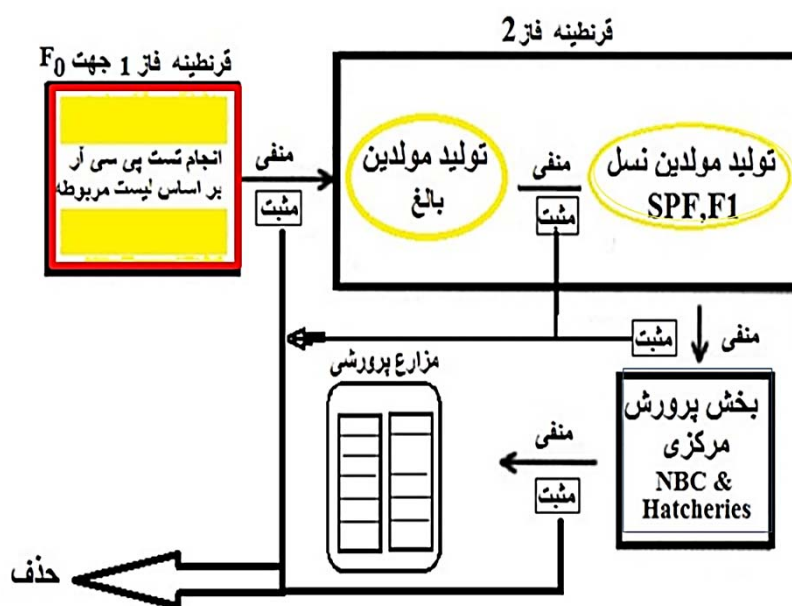 قرنطینه فاز 2
قرنطینه فاز 1 جهت F0
انجام تست پی سی آر
بر اساس لیست مربوطه
منفی
مثبت
تولید مولدین
بالغ
منفی
مثبت
تولید مولدین نسل
SPF,F1
منفی
مثبت
بخش پرورش
مرکزی
NBC &
Hatcheries
منفی
مثبت
مزارع پرورشی
حذف